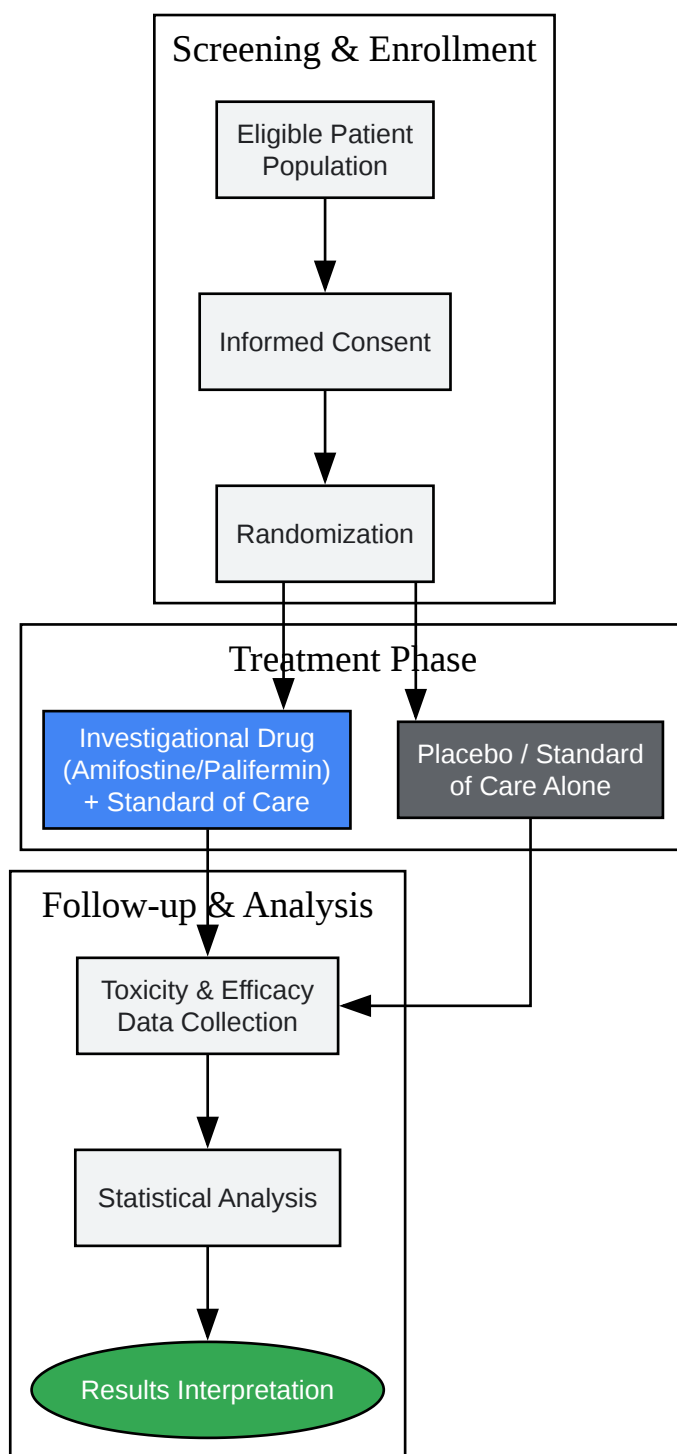 Screening & Enrollment
Eligible Patient
Population
Informed Consent
Randomization
Treatment Phase
Investigational Drug
(Amifostine/Palifermin)
+ Standard of Care
Placebo / Standard
of Care Alone
Follow-up & Analysis
Toxicity & Efficacy
Data Collection
Statistical Analysis
Results Interpretation